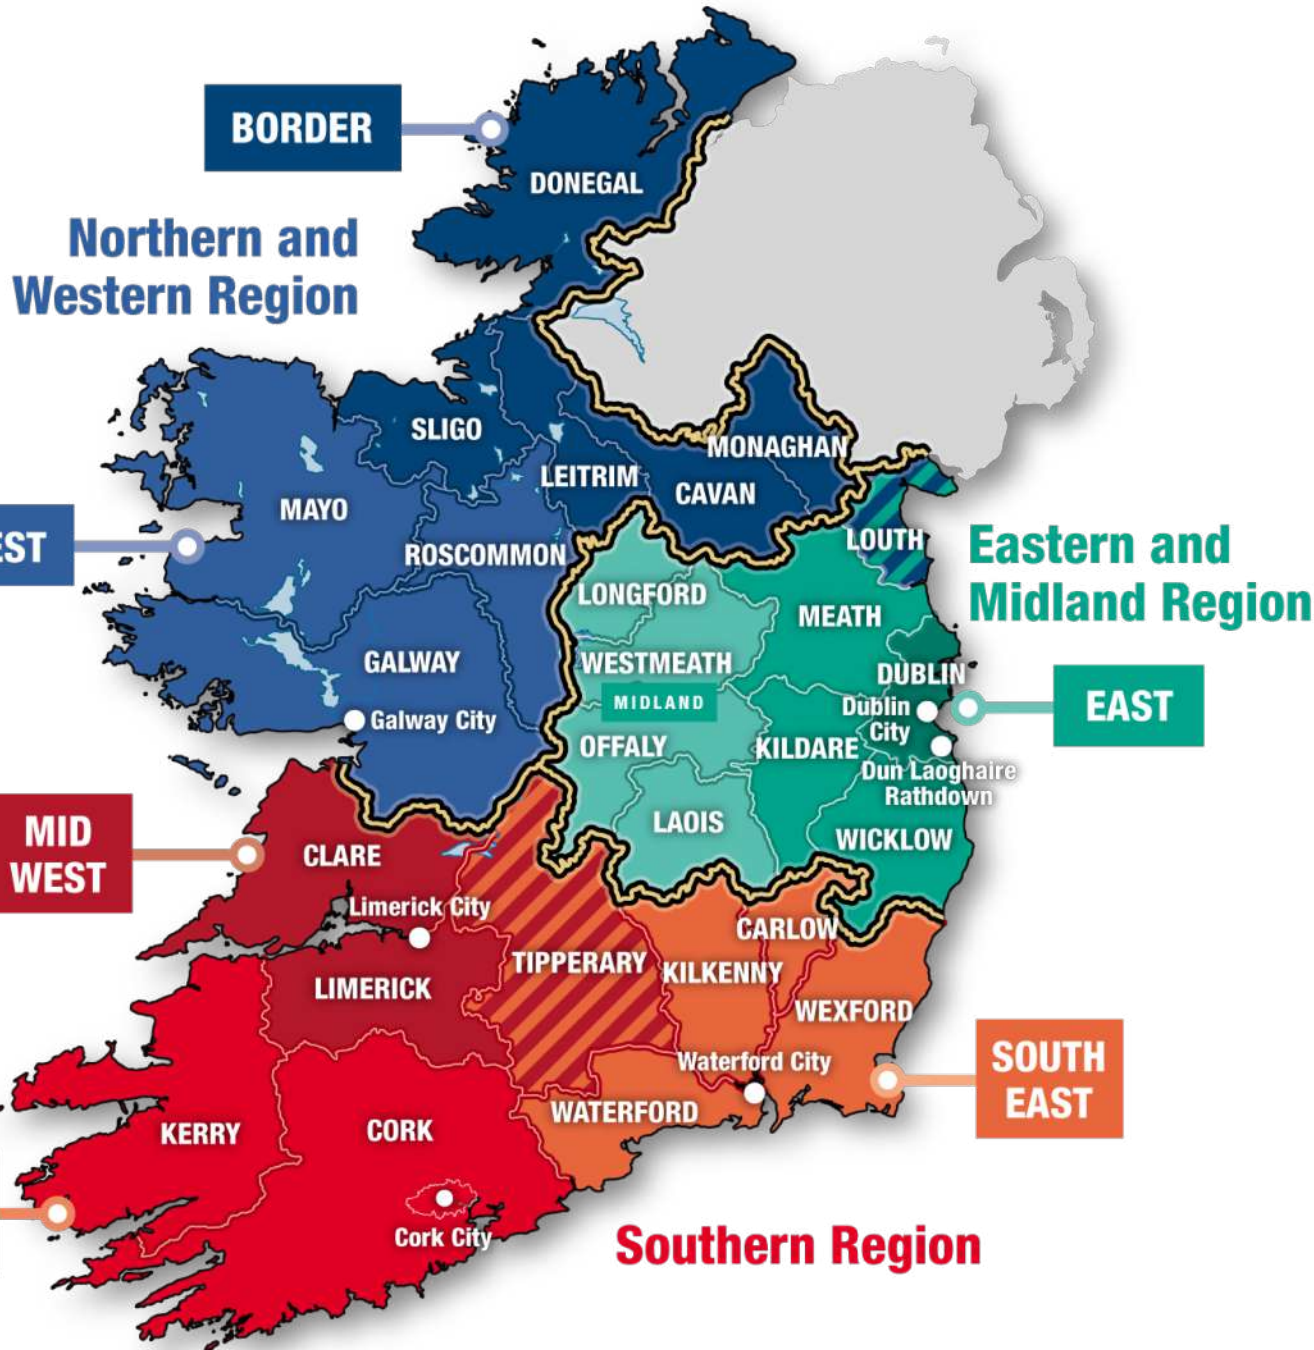 BORDER
DONEGAL
Northern and
Western Region
SLIGO
MONAGHAN
LEITRIM
CAVAN
MAYO
EST
ROSCOMMON
LOUTH
Eastern and
Midland Region
LONGFORD
MEATH
GALWAY
WESTMEATH
DUBLIN
MIDLAND
Galway City
Dublin
City
EAST
OFFALY
KILDARE
Dun Laoghaire
Rathdown
LAOIS
WICKLOW
MID
WEST
CLARE
Limerick City
CARLOW
TIPPERARY
KILKENNY
LIMERICK
WEXFORD
Waterford City
SOUTH
EAST
WATERFORD
KERRY
CORK
Cork City
Southern Region